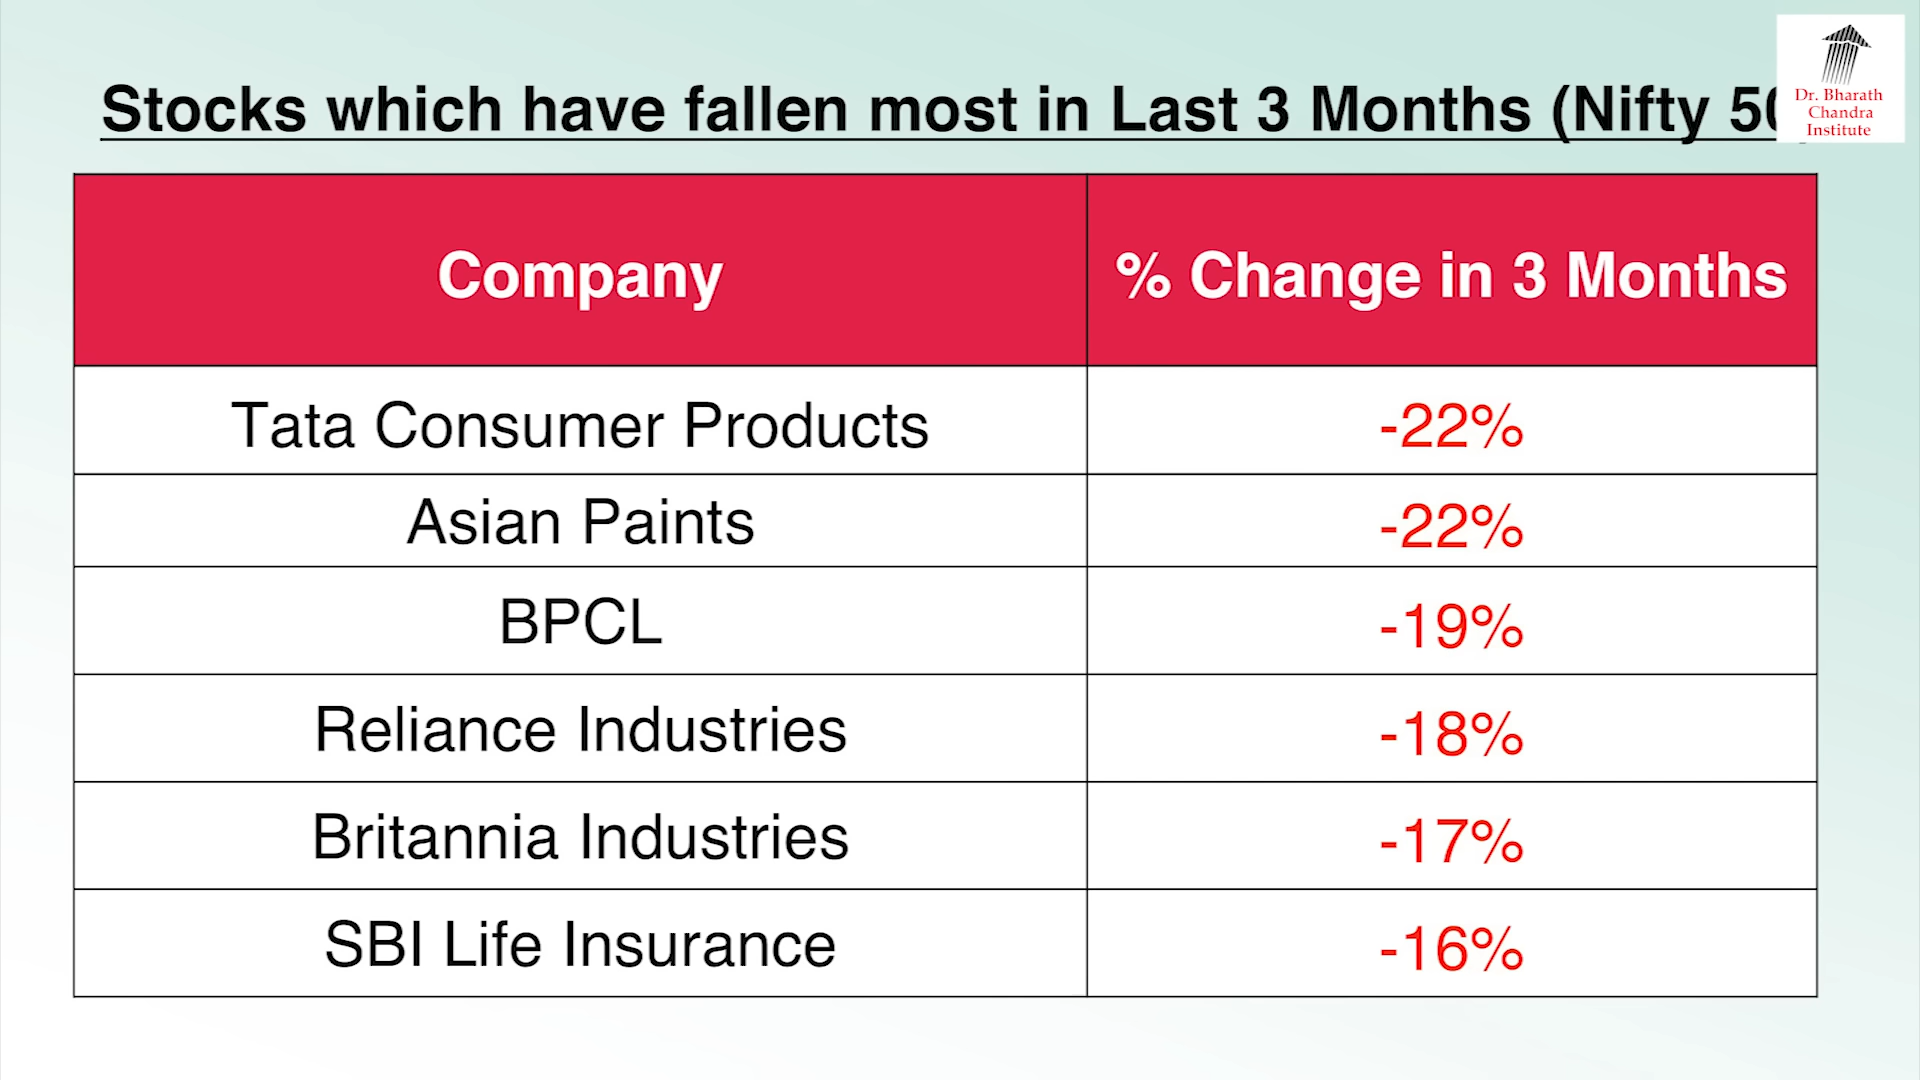 Stocks which have fallen most in Last 3 Months (Nifty
Dr. Bharath
Chandra
Institute
Company % Change in 3 Months
Tata Consumer Products -22%
Asian Paints -22%
BPCL -19%
Reliance Industries -18%
Britannia Industries -17%
SBI Life Insurance -16%